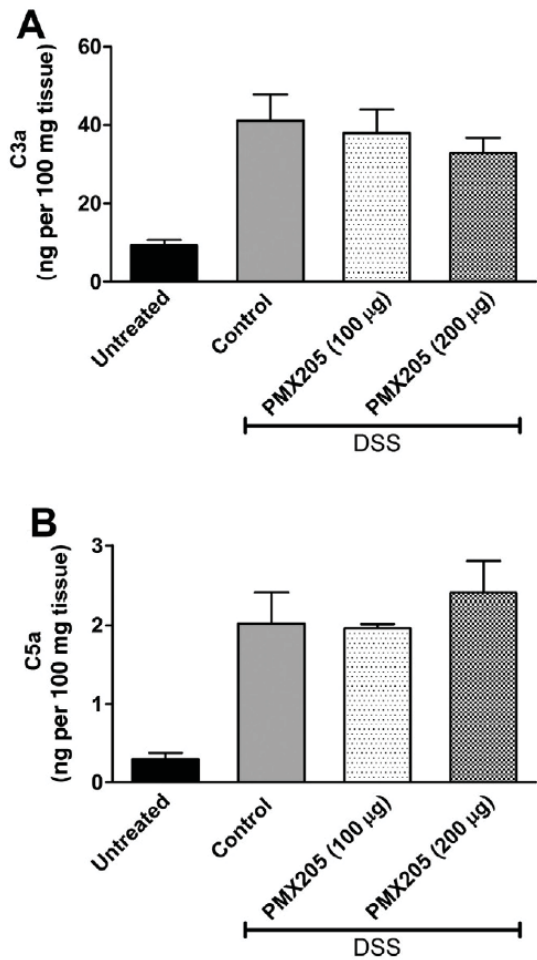 A
C3a
(ng per 100 mg tissue)
60
40
20
0
Untreated
Control
PMX205 (100 µg)
PMX205 (200 µg)
DSS
B
C5a
(ng per 100 mg tissue)
3
2
1
0
Untreated
Control
PMX205 (100 µg)
PMX205 (200 µg)
DSS